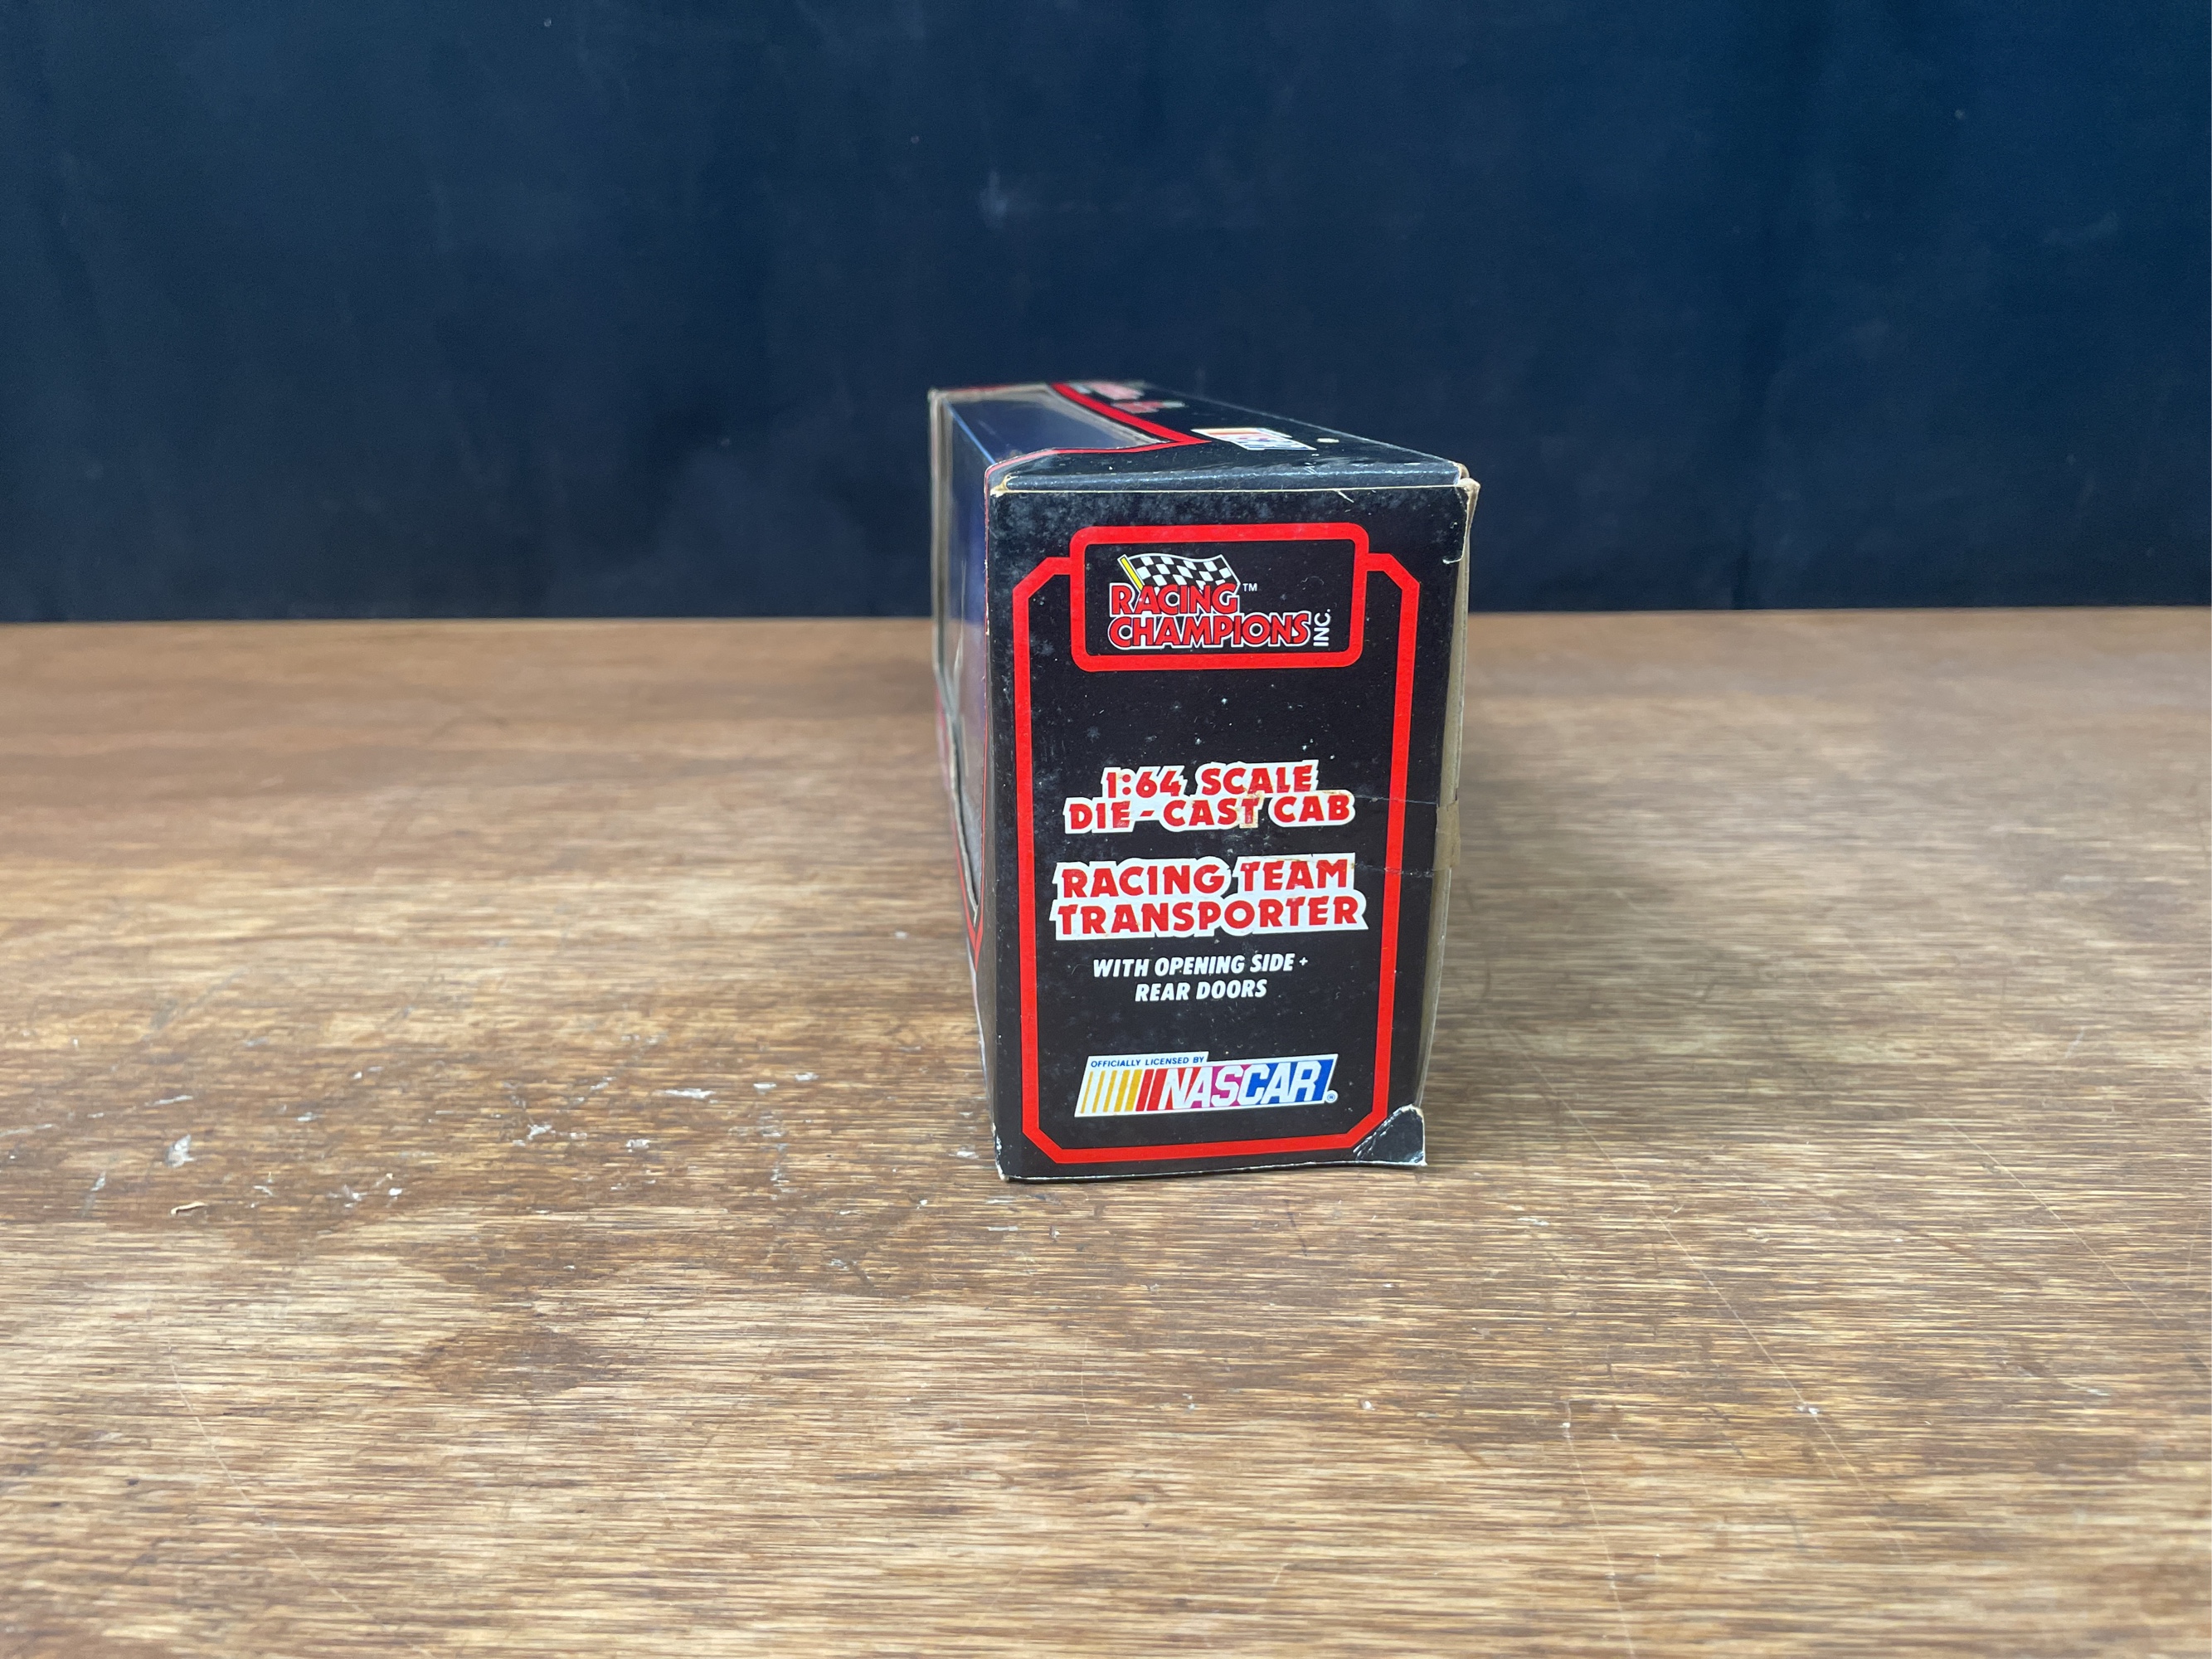 RACING™
CHAMPIONS INC.
1:64 SCALE
DIE-CAST CAB
RACING TEAM
TRANSPORTER
WITH OPENING SIDE +
REAR DOORS
OFFICIALLY LICENSED BY
NASCAR®